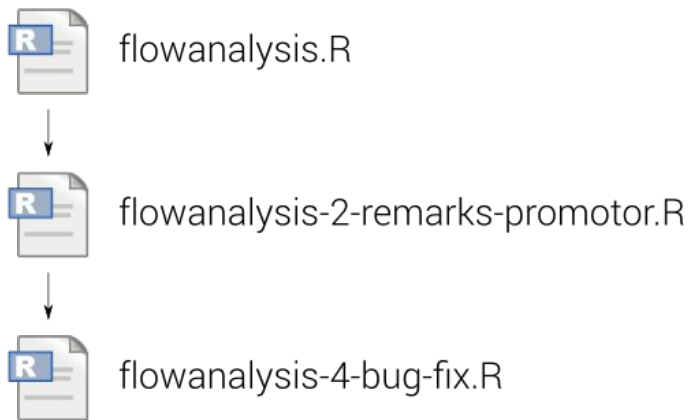 R flowanalysis.R
R flowanalysis-2-remarks-promotor.R
R flowanalysis-4-bug-fix.R